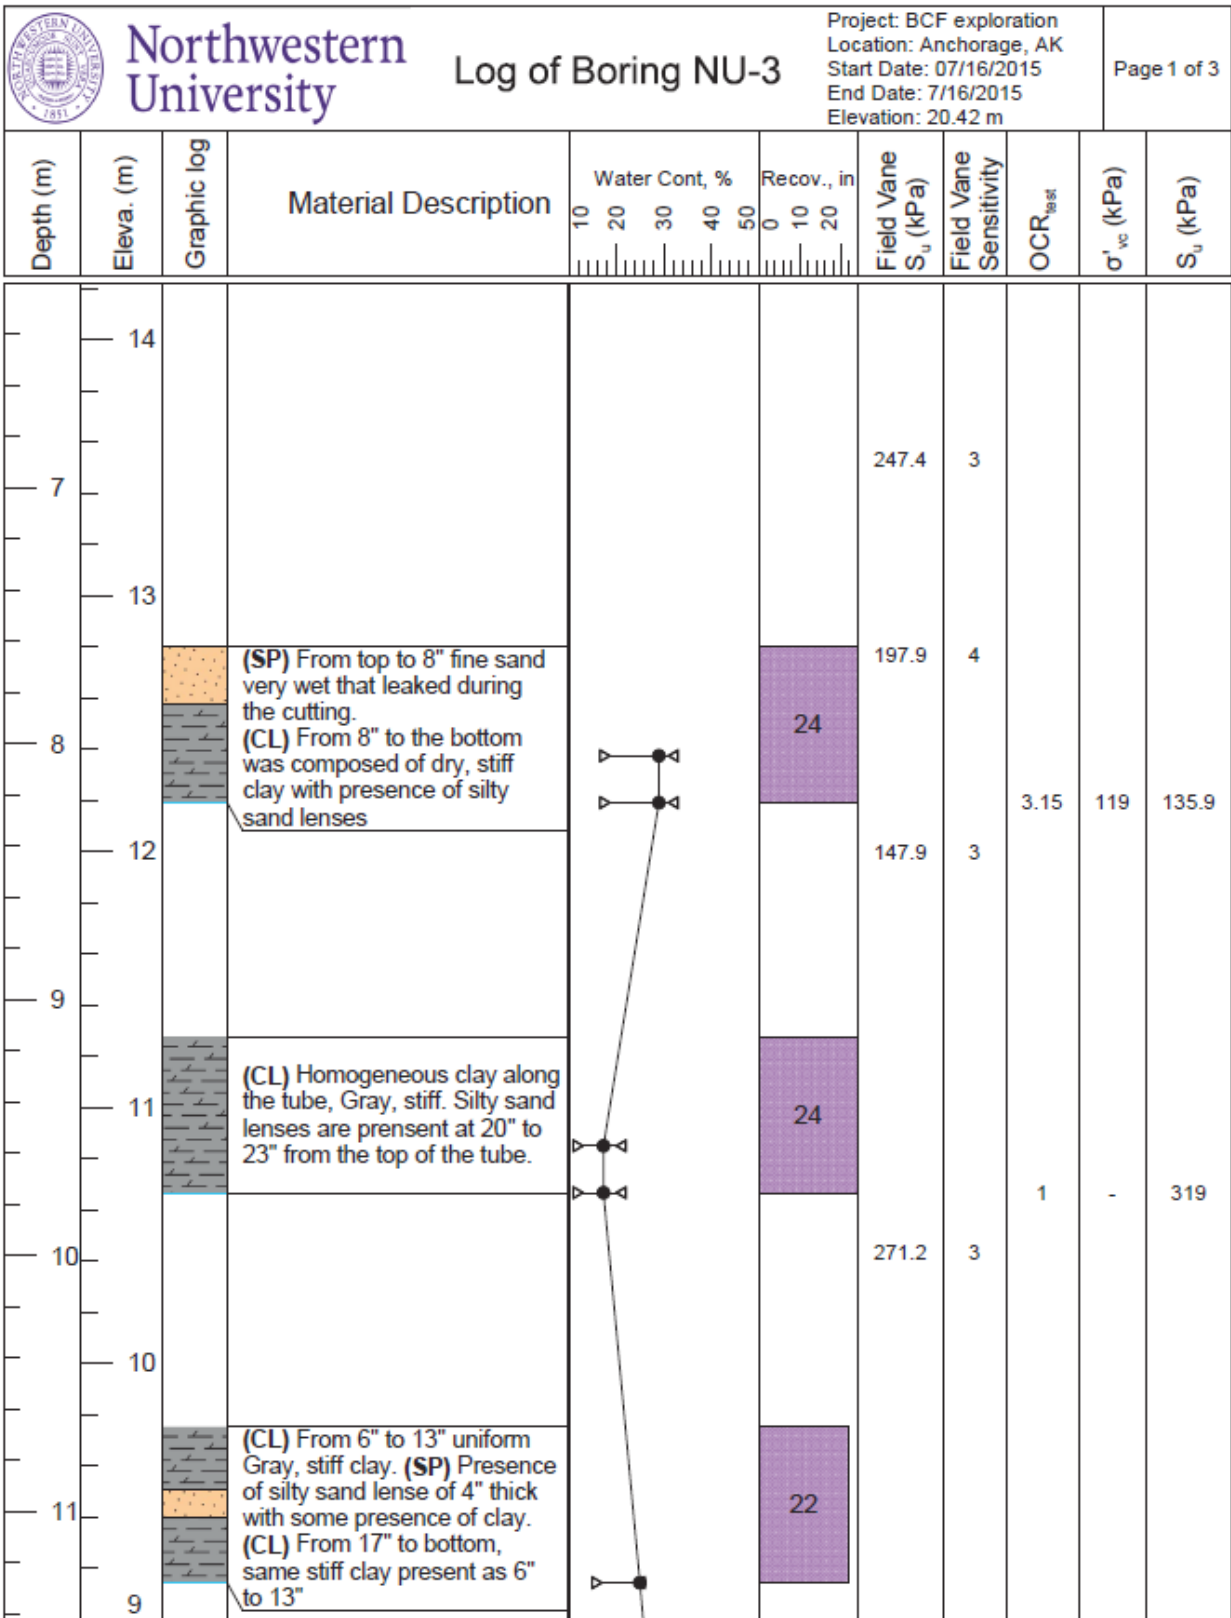 Northwestern
University
Log of Boring NU-3
Project: BCF exploration
Location: Anchorage, AK
Start Date: 07/16/2015
End Date: 7/16/2015
Elevation: 20.42 m
Page 1 of 3
NORTHWESTERN UNIVERSITY
1851
Depth (m)
Eleva. (m)
Graphic log
Material Description
Water Cont, %
10 20 30 40 50
Recov., in
0 10 20
Field Vane
Su (kPa)
Field Vane
Sensitivity
OCRtest
σ'vc (kPa)
Su (kPa)
14
247.4 3
7
13
(SP) From top to 8" fine sand
very wet that leaked during
the cutting.
(CL) From 8" to the bottom
was composed of dry, stiff
clay with presence of silty
sand lenses
24
197.9 4
8
3.15 119 135.9
12
147.9 3
9
(CL) Homogeneous clay along
the tube, Gray, stiff. Silty sand
lenses are prensent at 20" to
23" from the top of the tube.
11
24
1 - 319
10
271.2 3
10
(CL) From 6" to 13" uniform
Gray, stiff clay. (SP) Presence
of silty sand lense of 4" thick
with some presence of clay.
(CL) From 17" to bottom,
same stiff clay present as 6"
to 13"
11
22
9